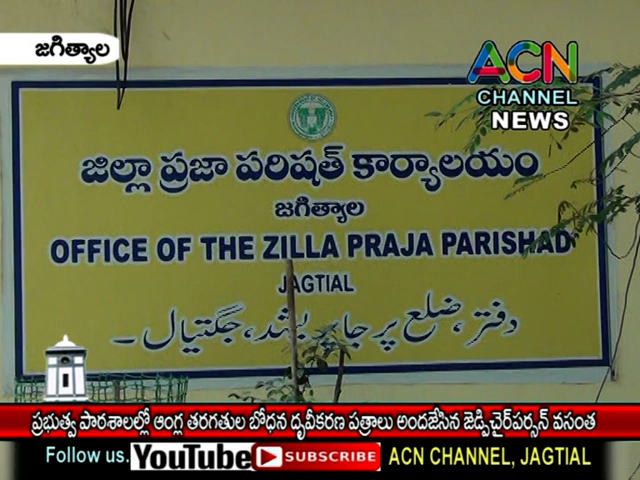 జగిత్యాల
ACN
CHANNEL
NEWS
జిల్లా ప్రజా పరిషత్ కార్యాలయం
జగిత్యాల
OFFICE OF THE ZILLA PRAJA PARISHAD
JAGTIAL
دفتر، ضلع پرجا پریشد، جگتیال۔
ప్రభుత్వ పాఠశాలల్లో ఆంగ్ల తరగతుల బోధన దృవీకరణ పత్రాలు అందజేసిన జెడ్పిచైర్‌పర్సన్ వసంత
Follow us. YouTube SUBSCRIBE ACN CHANNEL, JAGTIAL